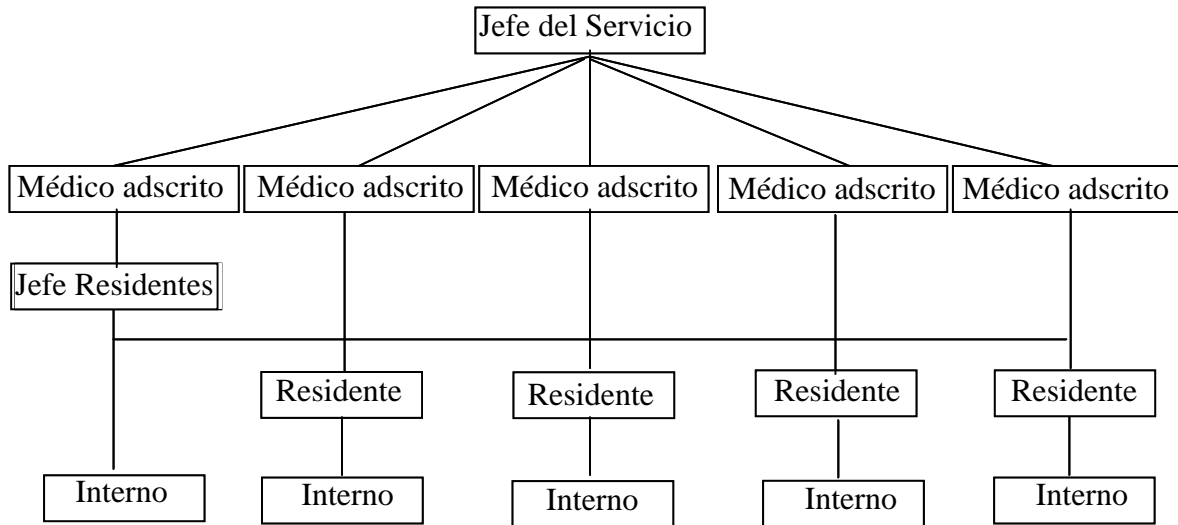 Jefe del Servicio
Médico adscrito Médico adscrito Médico adscrito Médico adscrito Médico adscrito
Jefe Residentes
Residente Residente Residente Residente
Interno Interno Interno Interno Interno